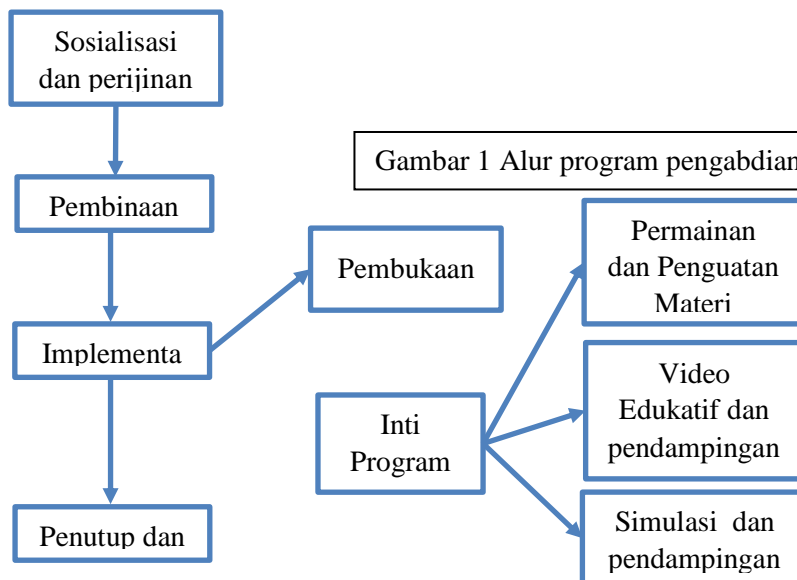 Sosialisasi
dan perijinan
Gambar 1 Alur program pengabdian
Pembinaan
Implementa
Penutup dan
Pembukaan
Inti
Program
Permainan
dan Penguatan
Materi
Video
Edukatif dan
pendampingan
Simulasi dan
pendampingan